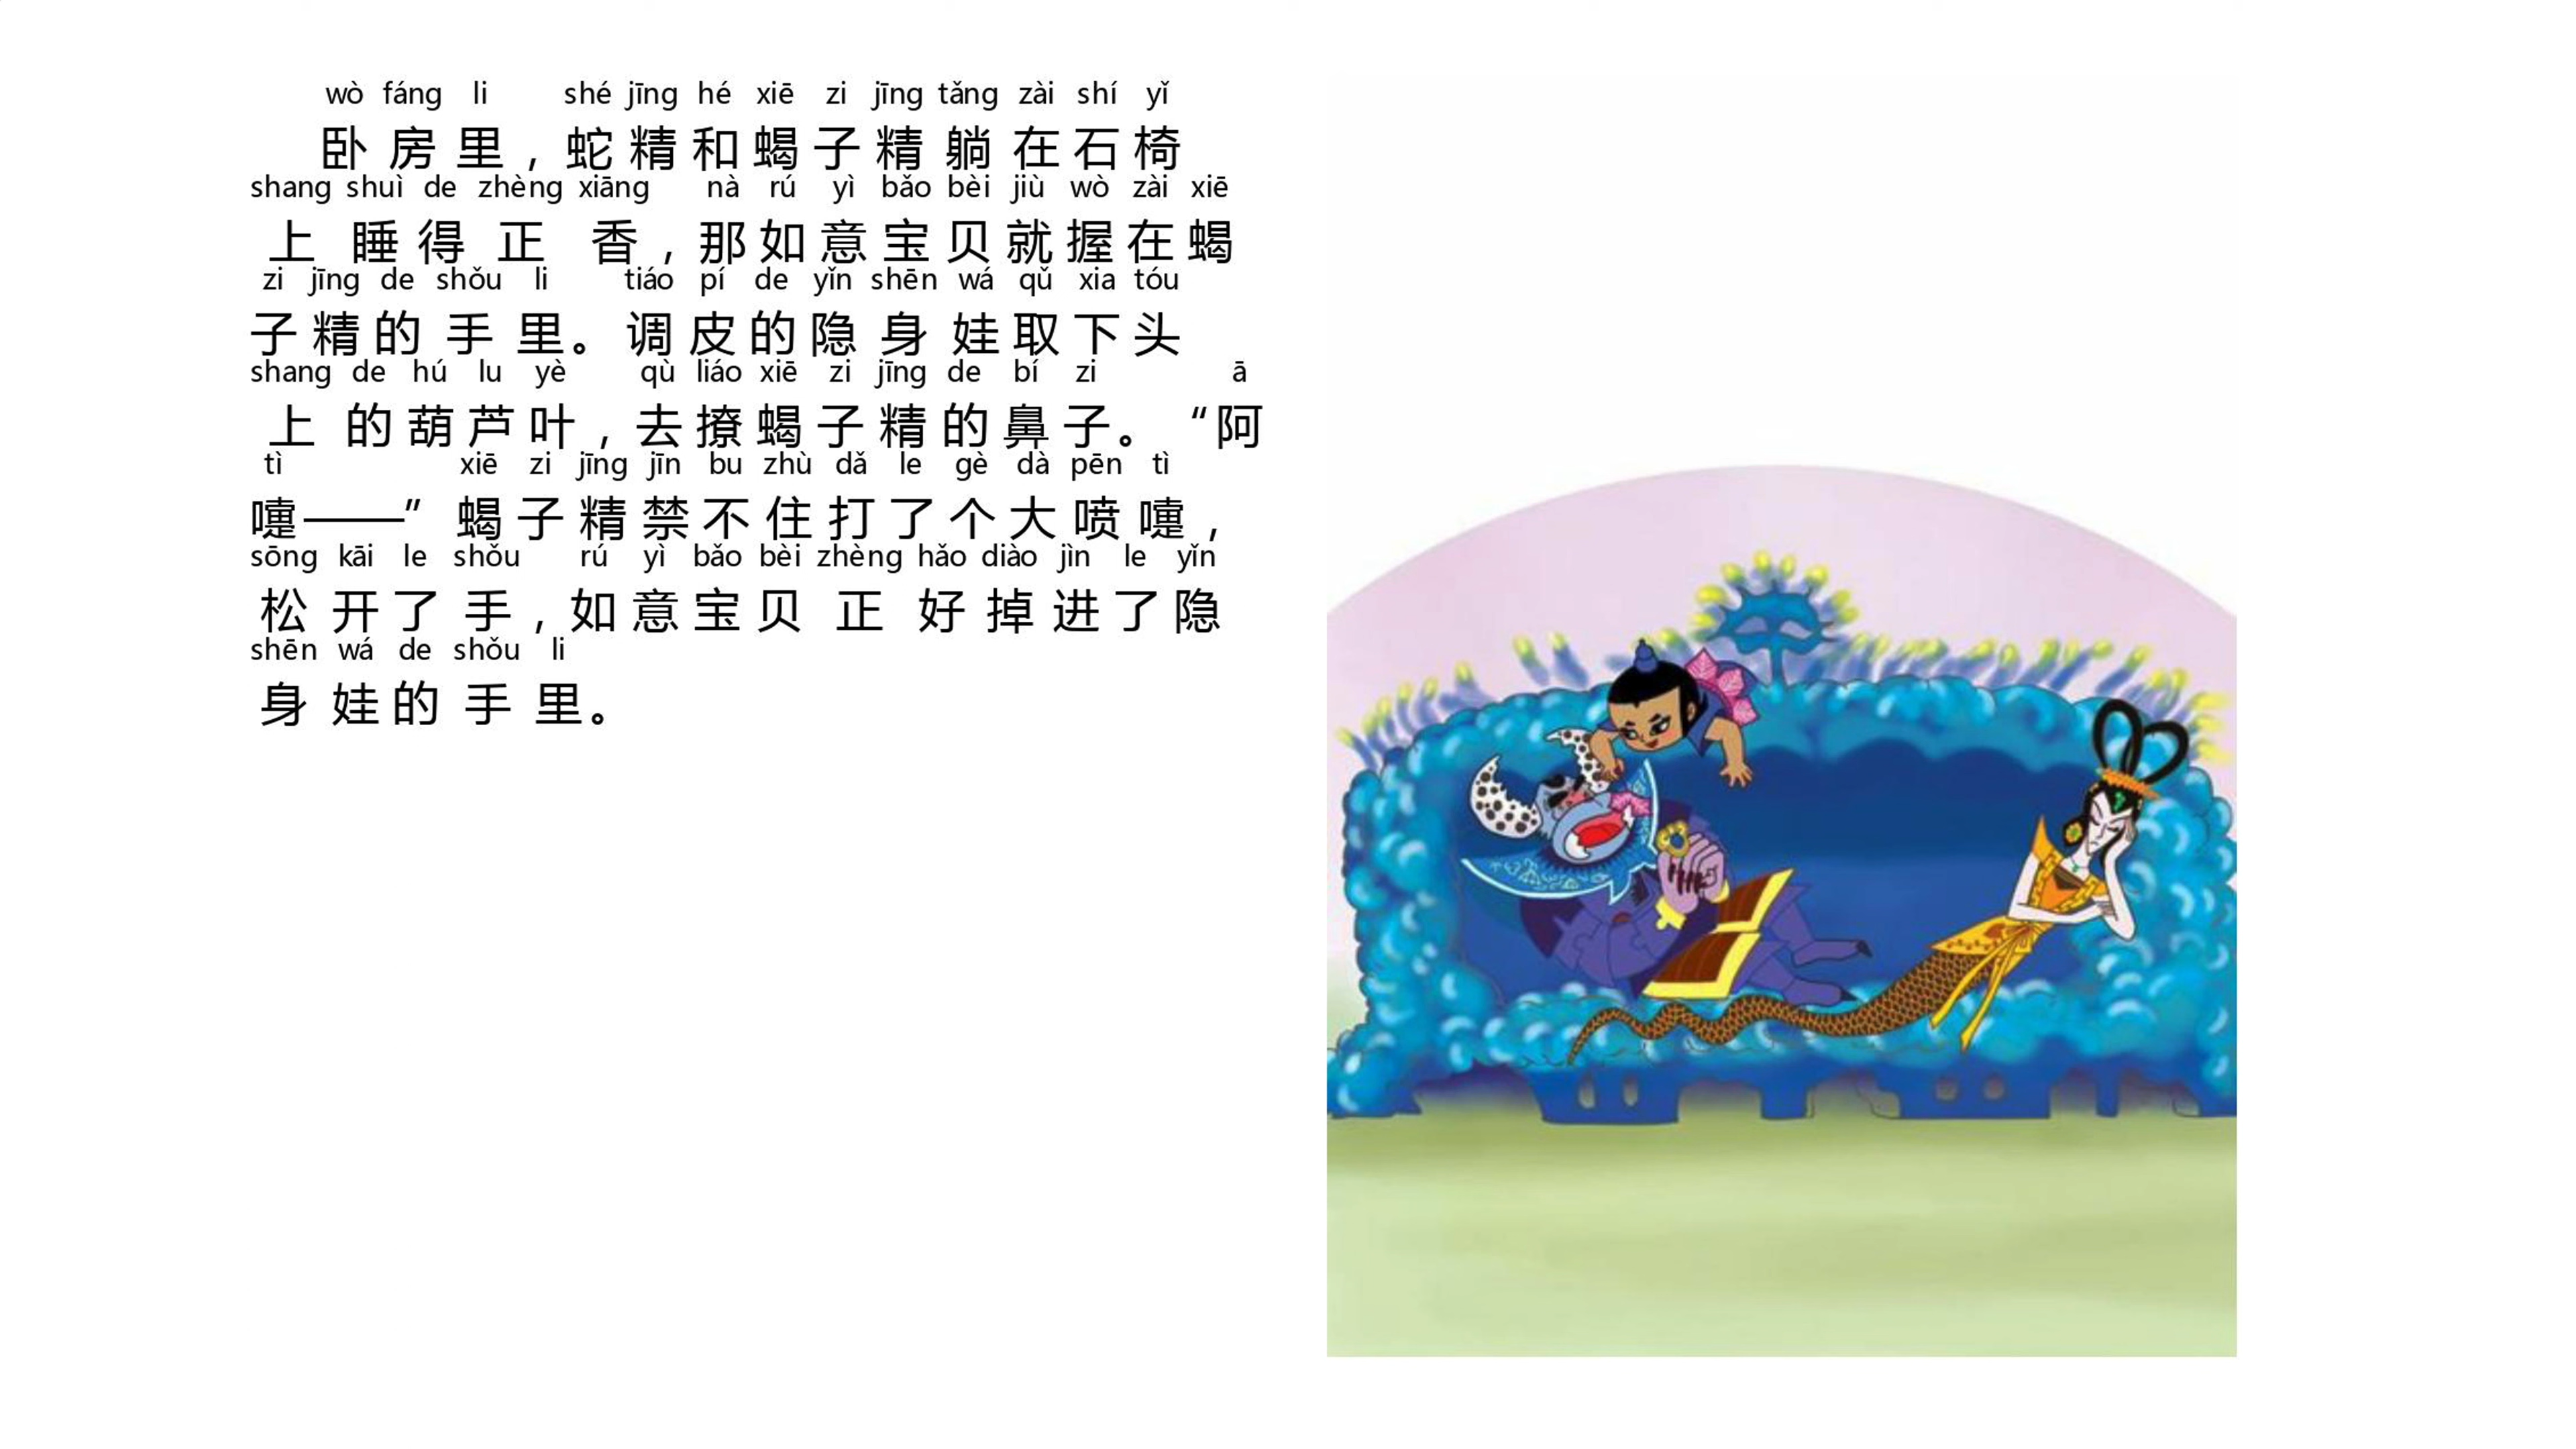 wò fáng li shé jīng hé xiē zi jīng tǎng zài shí yǐ
卧房里，蛇精和蝎子精躺在石椅
shang shuì de zhèng xiāng nà rú yì bǎo bèi jiù wò zài xiē
上睡得正香，那如意宝贝就握在蝎
zi jīng de shǒu li tiáo pí de yǐn shēn wá qǔ xia tóu
子精的手里。调皮的隐身娃取下头
shang de hú lu yè qù liáo xiē zi jīng de bí zi ā
上的葫芦叶，去撩蝎子精的鼻子。“阿
tì xiē zi jīng jīn bu zhù dǎ le gè dà pēn tì
嚏——”蝎子精禁不住打了个大喷嚏，
sōng kāi le shǒu rú yì bǎo bèi zhèng hǎo diào jìn le yǐn
松开了手，如意宝贝正好掉进了隐
shēn wá de shǒu li
身娃的手里。